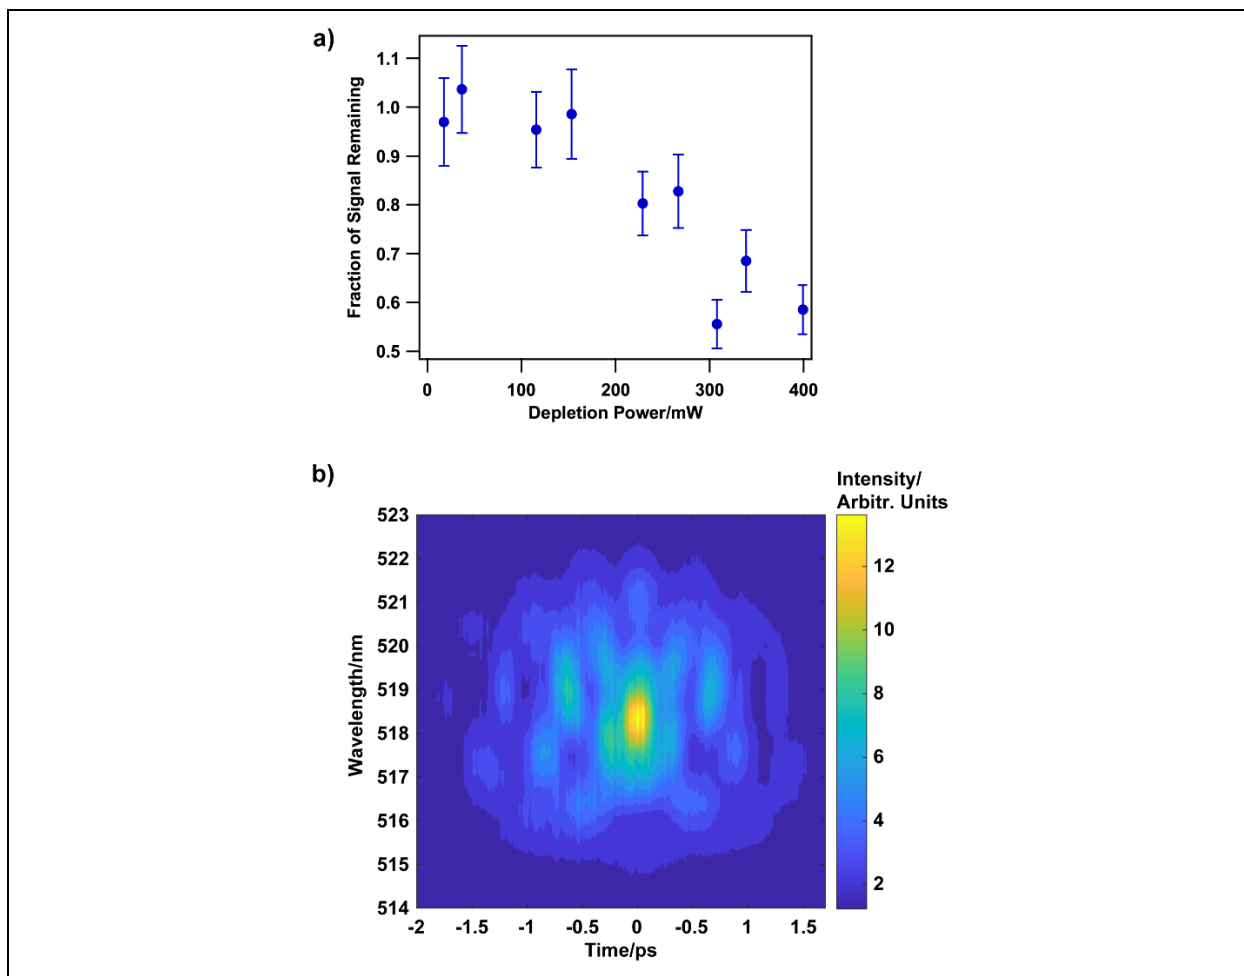 a)
Fraction of Signal Remaining
1.1
1.0
0.9
0.8
0.7
0.6
0.5
0 100 200 300 400
Depletion Power/mW
b)
Intensity/
Arbitr. Units
Wavelength/nm
523
522
521
520
519
518
517
516
515
514
12
10
8
6
4
2
-2 -1.5 -1 -0.5 0 -0.5 1 1.5
Time/ps